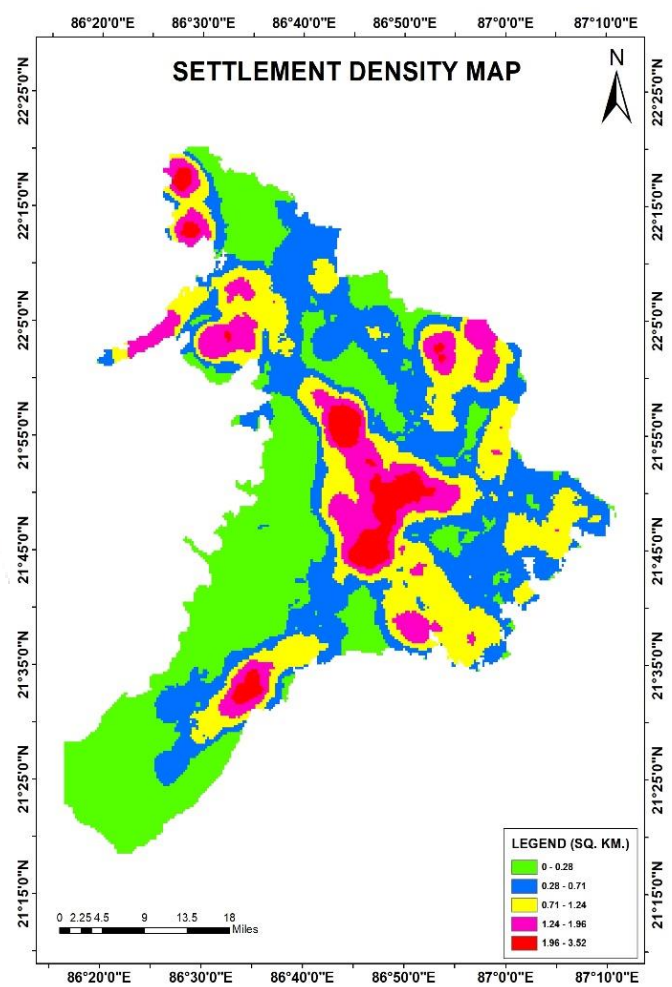 86°20'0"E 86°30'0"E 86°40'0"E 86°50'0"E 87°0'0"E 87°10'0"E
SETTLEMENT DENSITY MAP
N
22°25'0"N 22°25'0"N
22°15'0"N 22°15'0"N
22°5'0"N 22°5'0"N
21°55'0"N 21°55'0"N
21°45'0"N 21°45'0"N
21°35'0"N 21°35'0"N
21°25'0"N 21°25'0"N
21°15'0"N 21°15'0"N
LEGEND (SQ. KM.)
0 - 0.28
0.28 - 0.71
0.71 - 1.24
1.24 - 1.96
1.96 - 3.52
0 2.25 4.5 9 13.5 18
Miles
86°20'0"E 86°30'0"E 86°40'0"E 86°50'0"E 87°0'0"E 87°10'0"E